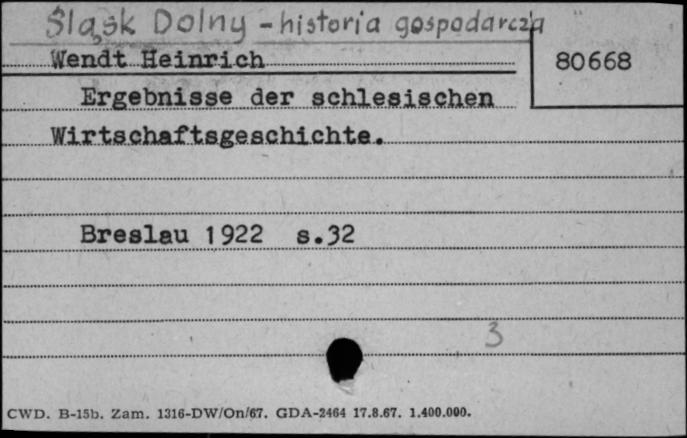 Śląsk Dolny - historia gospodarcza
Wendt Heinrich
80668
Ergebnisse der schlesischen
Wirtschaftsgeschichte.
Breslau 1922 s.32
3
CWD. B-15b. Zam. 1316-DW/On/67. GDA-2464 17.8.67. 1.400.000.